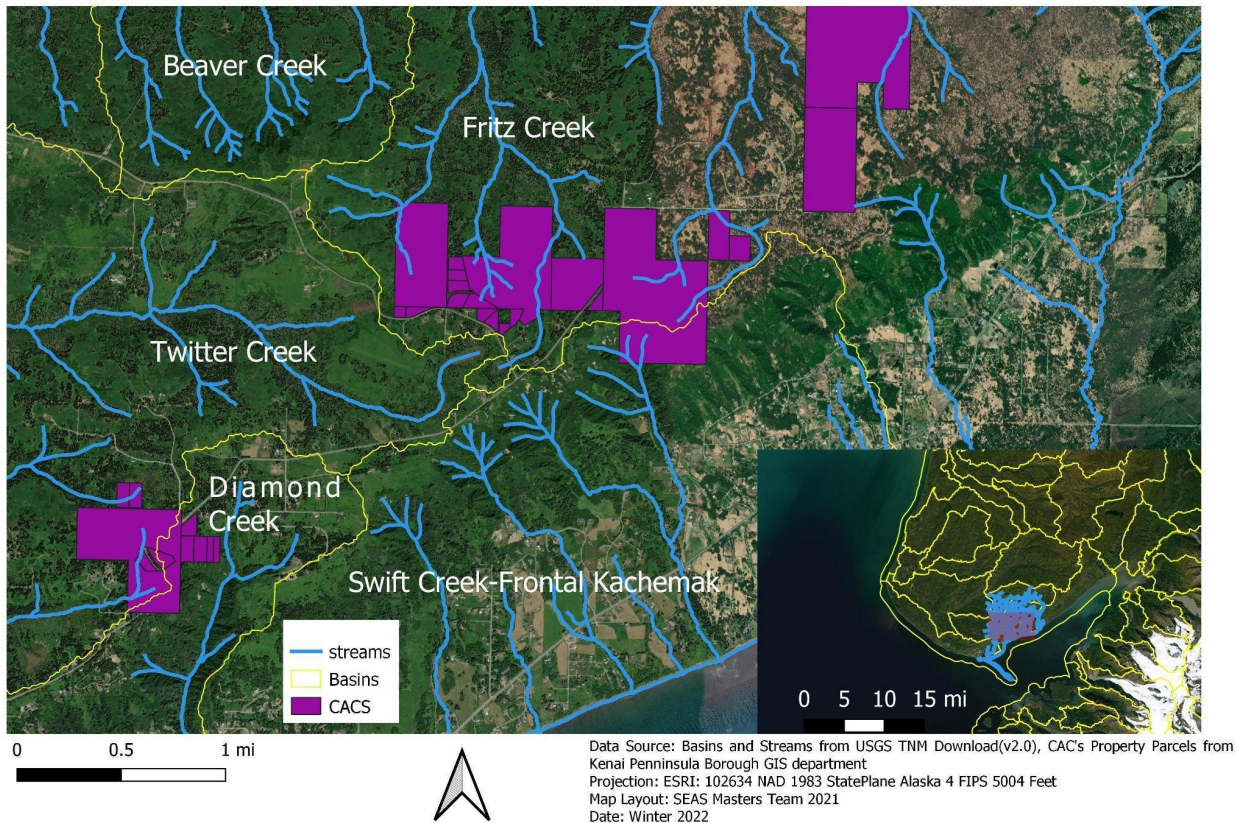 Beaver Creek
Fritz Creek
Twitter Creek
Diamond
Creek
Swift Creek-Frontal Kachemak
streams
Basins
CACS
0 5 10 15 mi
0 0.5 1 mi
Data Source: Basins and Streams from USGS TNM Download(v2.0), CAC's Property Parcels from
Kenai Penninsula Borough GIS department
Projection: ESRI: 102634 NAD 1983 StatePlane Alaska 4 FIPS 5004 Feet
Map Layout: SEAS Masters Team 2021
Date: Winter 2022